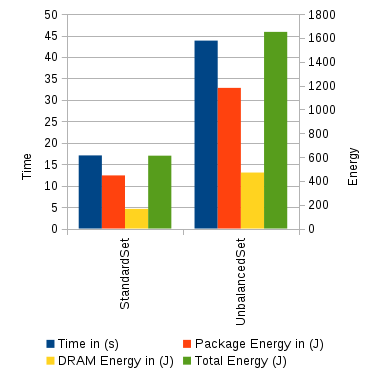 50 1800
45 1600
40 1400
35 1200
30 1000
25 800
20 600
15 400
10 200
5 0
0
Time
Energy
StandardSet
UnbalancedSet
Time in (s) Package Energy in (J)
DRAM Energy in (J) Total Energy (J)